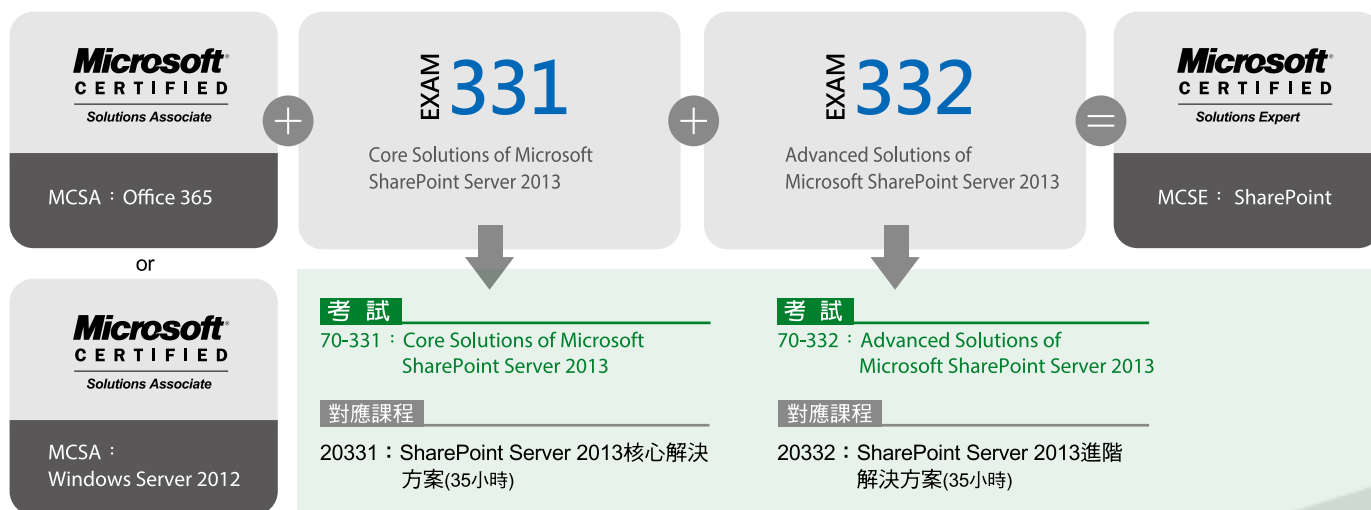 Microsoft
CERTIFIED
Solutions Associate
MCSA：Office 365
+
EXAM 331
Core Solutions of Microsoft
SharePoint Server 2013
+
EXAM 332
Advanced Solutions of
Microsoft SharePoint Server 2013
=
Microsoft
CERTIFIED
Solutions Expert
MCSE： SharePoint
or
Microsoft
CERTIFIED
Solutions Associate
MCSA：
Windows Server 2012
考 試
70-331：Core Solutions of Microsoft
SharePoint Server 2013
對應課程
20331：SharePoint Server 2013核心解決
方案(35小時)
考 試
70-332：Advanced Solutions of
Microsoft SharePoint Server 2013
對應課程
20332：SharePoint Server 2013進階
解決方案(35小時)